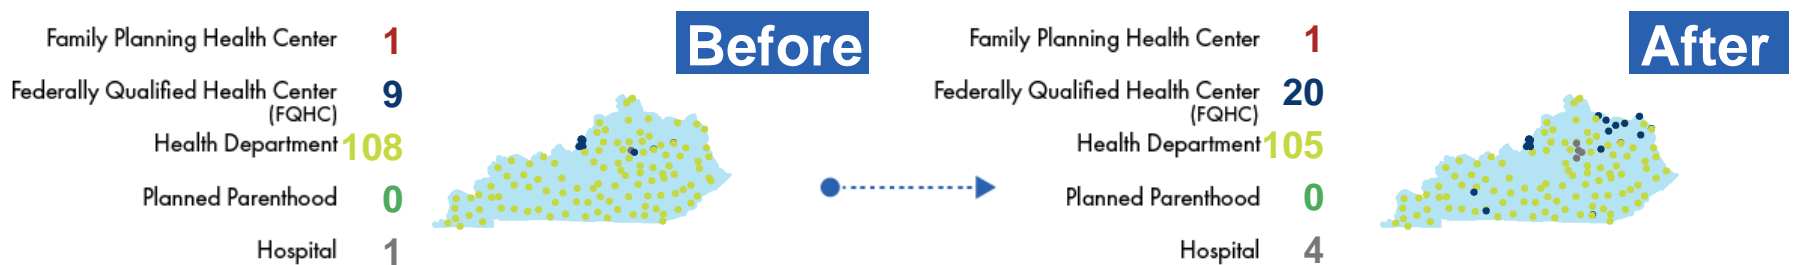 Before
Family Planning Health Center 1
Federally Qualified Health Center 9
(FQHC)
Health Department 108
Planned Parenthood 0
Hospital 1
After
Family Planning Health Center 1
Federally Qualified Health Center 20
(FQHC)
Health Department 105
Planned Parenthood 0
Hospital 4